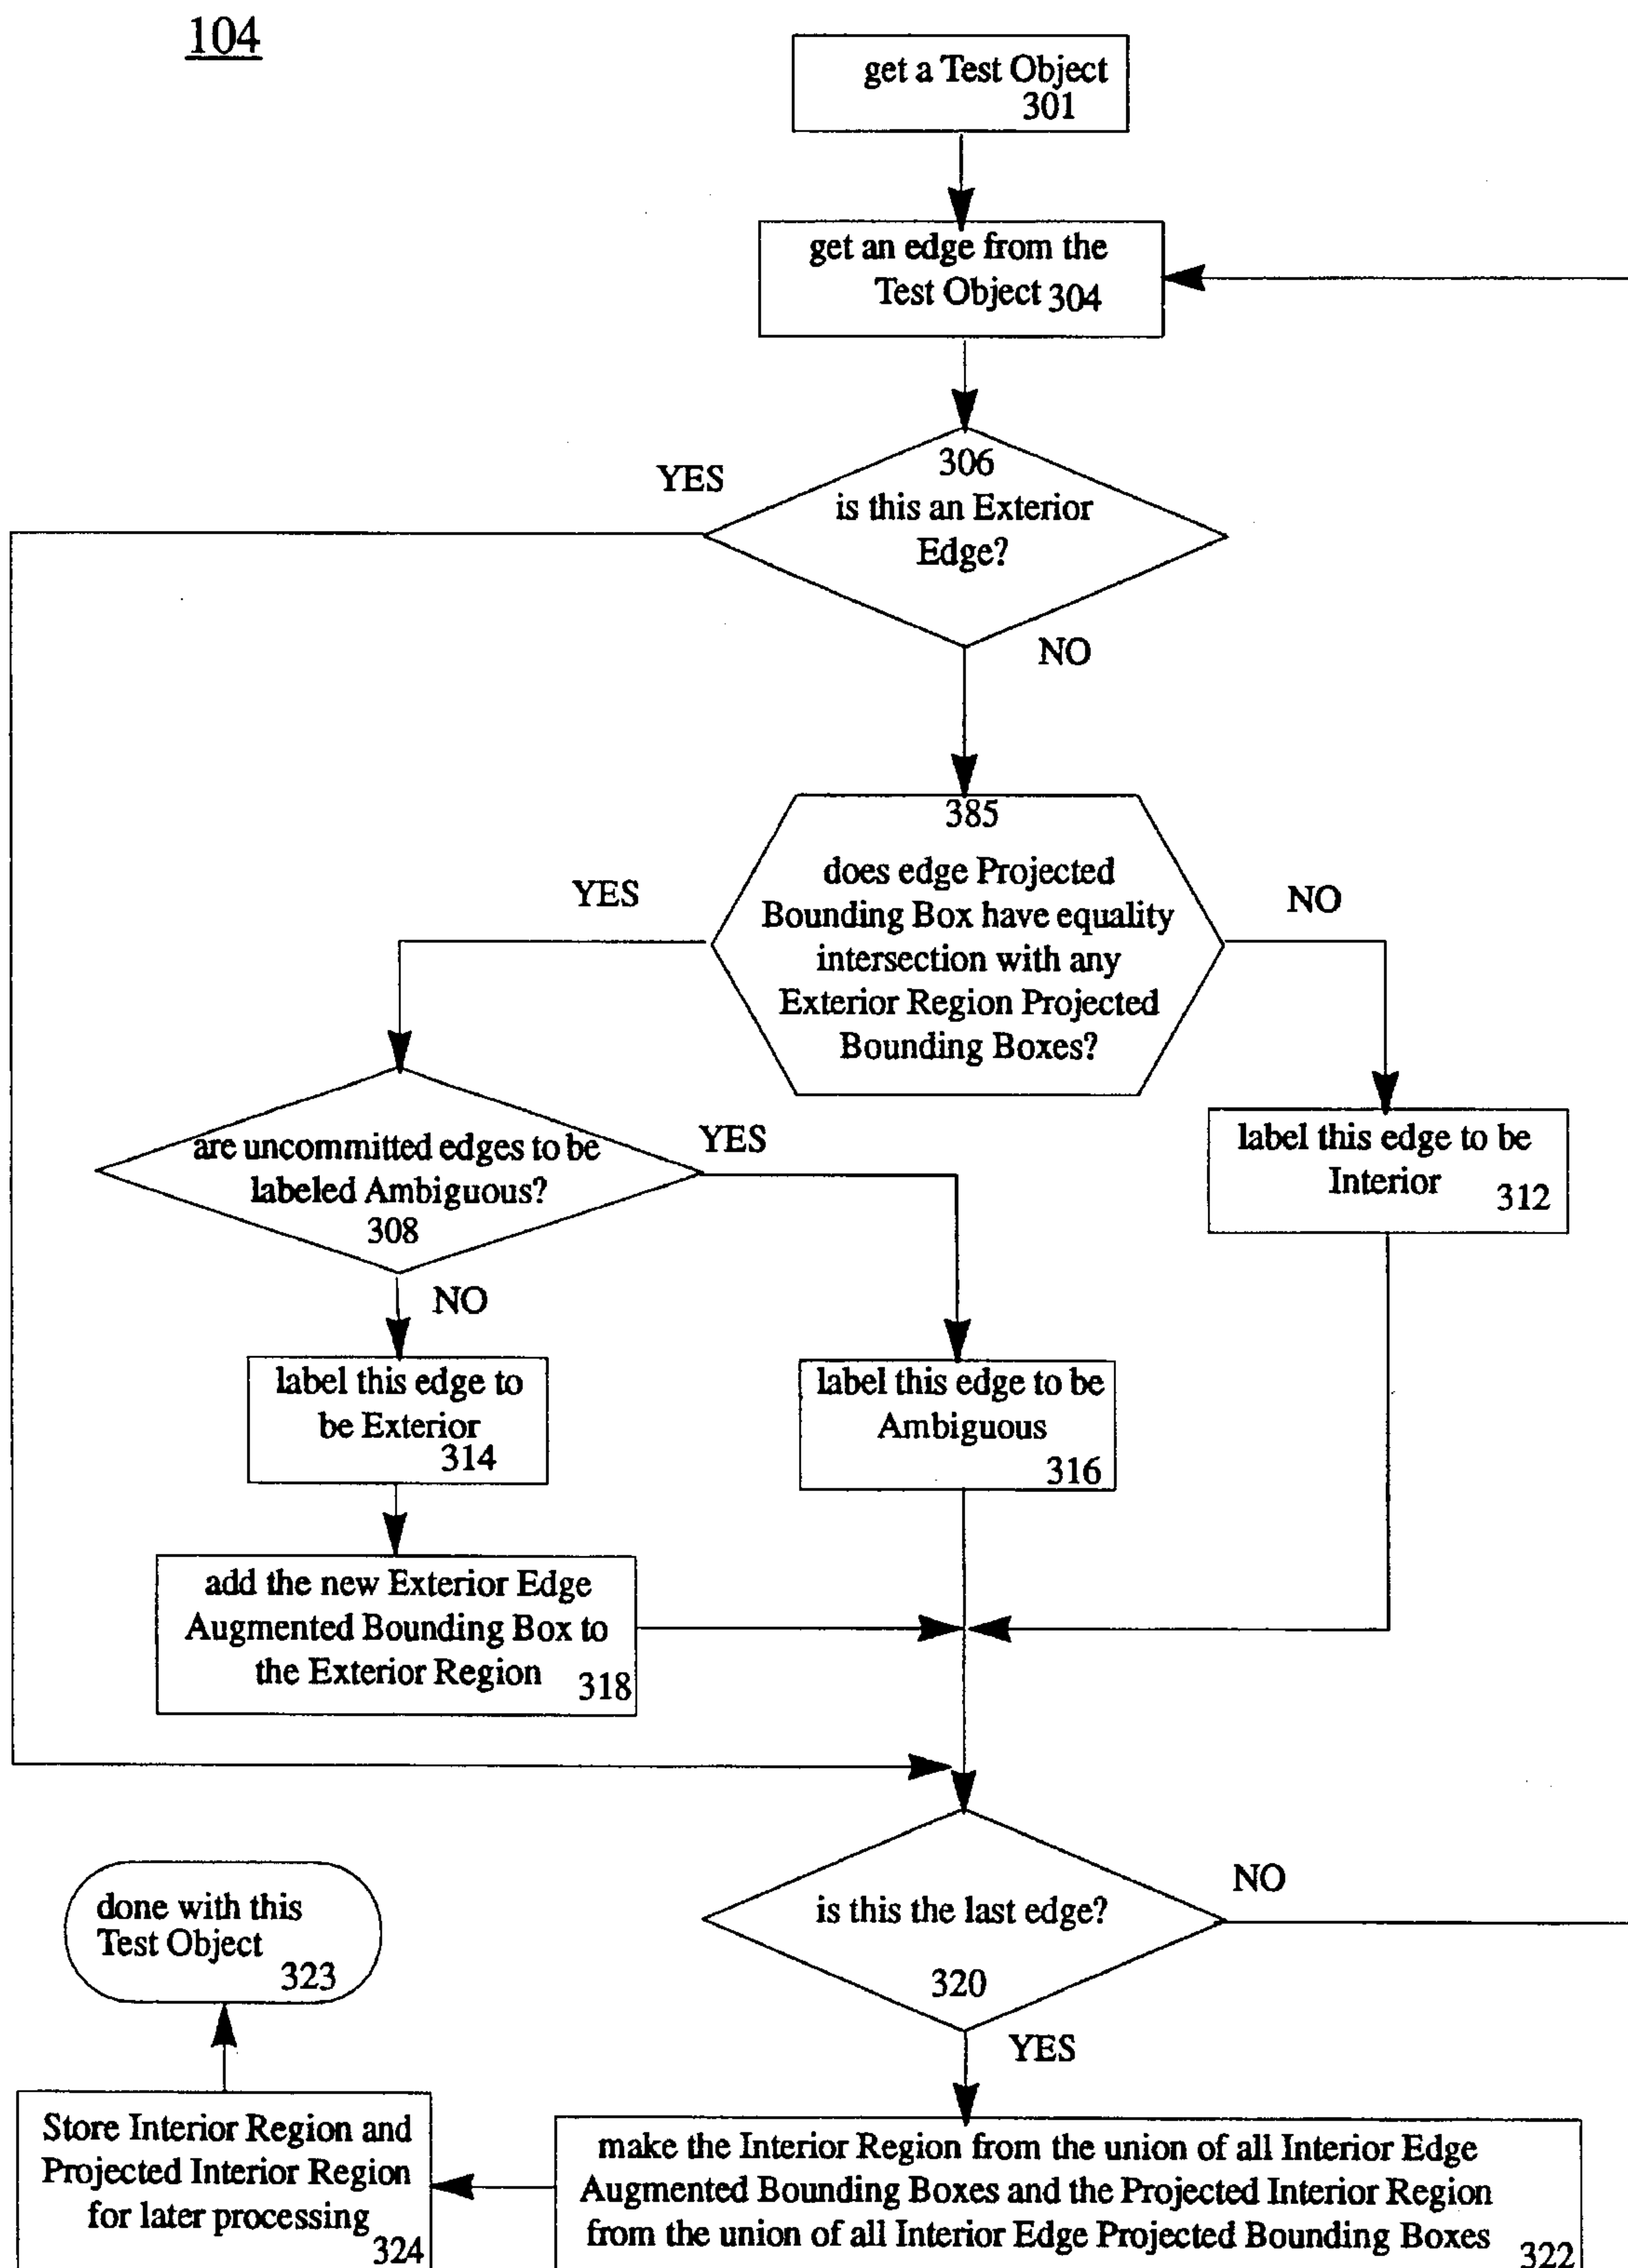 104
get a Test Object
301
get an edge from the
Test Object 304
YES
306
is this an Exterior
Edge?
NO
385
does edge Projected
Bounding Box have equality
intersection with any
Exterior Region Projected
Bounding Boxes?
YES
NO
are uncommitted edges to be
labeled Ambiguous?
308
YES
NO
label this edge to be
Interior
312
label this edge to
be Exterior
314
label this edge to be
Ambiguous
316
add the new Exterior Edge
Augmented Bounding Box to
the Exterior Region
318
is this the last edge?
320
NO
YES
done with this
Test Object
323
Store Interior Region and
Projected Interior Region
for later processing
324
make the Interior Region from the union of all Interior Edge
Augmented Bounding Boxes and the Projected Interior Region
from the union of all Interior Edge Projected Bounding Boxes
322